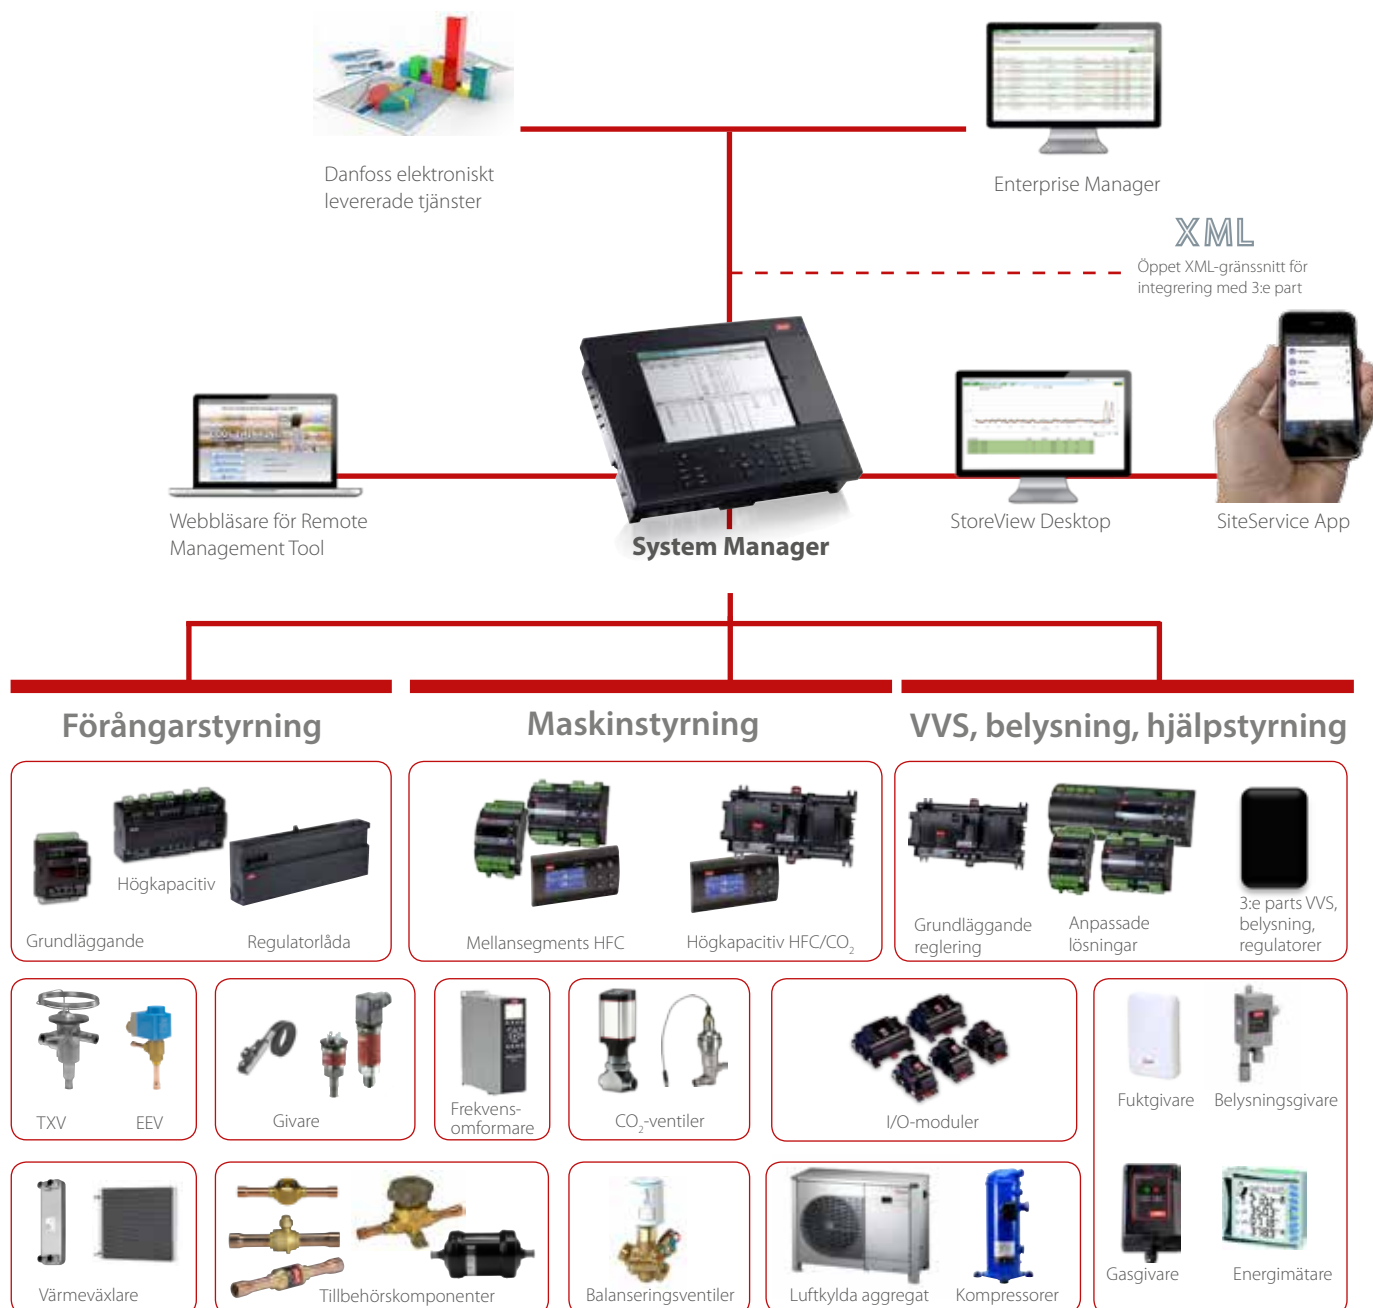 Danfoss elektroniskt
levererade tjänster
Enterprise Manager
XML
Öppet XML-gränssnitt för
integrering med 3:e part
Webbläsare för Remote
Management Tool
System Manager
StoreView Desktop
SiteService App
Förångarstyrning
Maskinstyrning
VVS, belysning, hjälpstyrning
Högkapacitiv
Grundläggande
Regulatorlåda
Mellansegments HFC
Högkapacitiv HFC/CO₂
Grundläggande
reglering
Anpassade
lösningar
3:e parts VVS,
belysning,
regulatorer
TXV
EEV
Givare
Frekvens-
omformare
CO₂-ventiler
I/O-moduler
Fuktgivare
Belysningsgivare
Värmeväxlare
Tillbehörskomponenter
Balanseringsventiler
Luftkylda aggregat
Kompressorer
Gasgivare
Energimätare